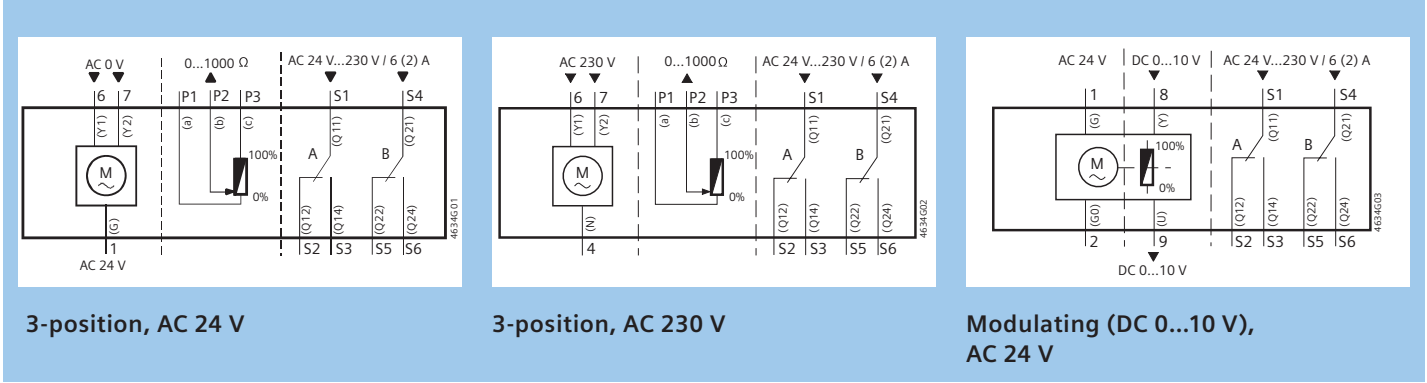 AC 0 V
0...1000 Ω
AC 24 V...230 V / 6 (2) A
6 7 P1 P2 P3 S1 S4
(Y1) (Y2) (a) (b) (c) (Q11) (Q21)
M
100%
0%
A
B
(G) (Q12) (Q14) (Q22) (Q24)
1 S2 S3 S5 S6
AC 24 V
4634G01
3-position, AC 24 V
AC 230 V
0...1000 Ω
AC 24 V...230 V / 6 (2) A
6 7 P1 P2 P3 S1 S4
(Y1) (Y2) (a) (b) (c) (Q11) (Q21)
M
100%
0%
A
B
(N) (Q12) (Q14) (Q22) (Q24)
4 S2 S3 S5 S6
4634G02
3-position, AC 230 V
AC 24 V
DC 0...10 V
AC 24 V...230 V / 6 (2) A
1 8 S1 S4
(G) (Y) (Q11) (Q21)
M
100%
0%
A
B
(G0) (U) (Q12) (Q14) (Q22) (Q24)
2 9 S2 S3 S5 S6
DC 0...10 V
4634G03
Modulating (DC 0...10 V),
AC 24 V